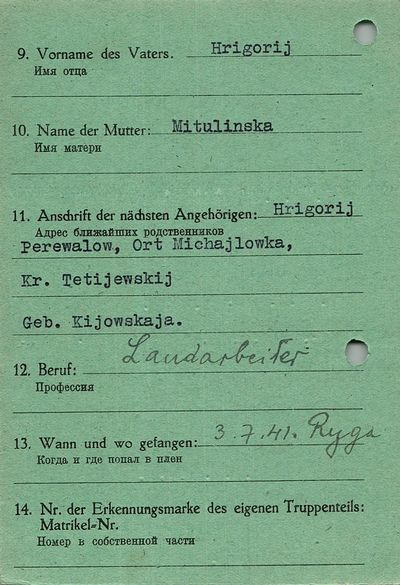 9. Vorname des Vaters. Hrigorij
Имя отца
10. Name der Mutter: Mitulinska
Имя матери
11. Anschrift der nächsten Angehörigen: Hrigorij
Адрес ближайших родственников
Perewalow, Ort Michajlowka,
Kr. Tetijewskij
Geb. Kijowskaja.
12. Beruf: Landarbeiter
Профессия
13. Wann und wo gefangen: 3.7.41. Ryga
Когда и где попал в плен
14. Nr. der Erkennungsmarke des eigenen Truppenteils:
Matrikel-Nr.
Номер в собственной части